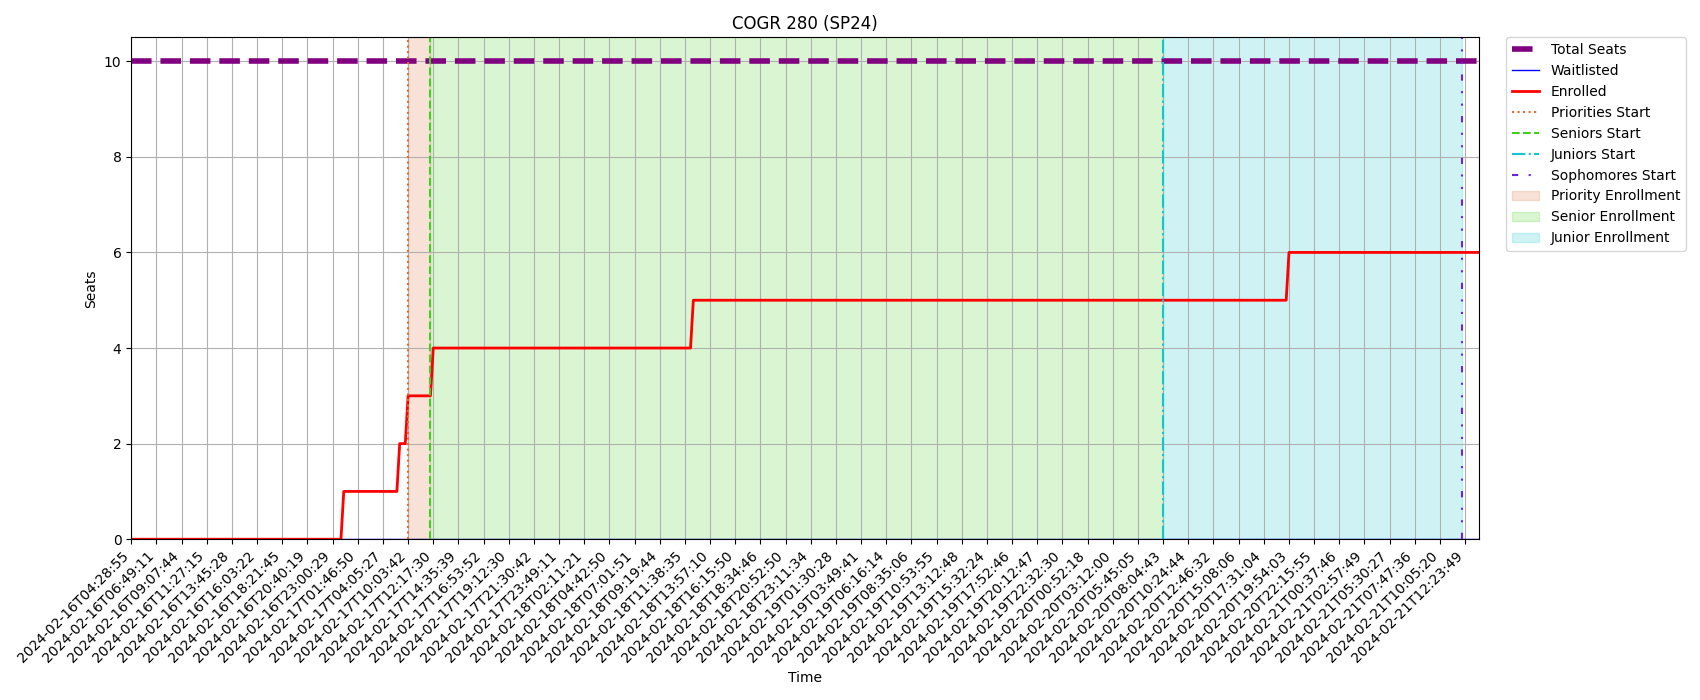 COGR 280 (SP24)
Total Seats
Waitlisted
Enrolled
Priorities Start
Seniors Start
Juniors Start
Sophomores Start
Priority Enrollment
Senior Enrollment
Junior Enrollment
Seats
10
8
6
4
2
0
2024-02-16T04:28:55
2024-02-16T06:49:11
2024-02-16T09:07:44
2024-02-16T11:27:15
2024-02-16T13:45:28
2024-02-16T16:03:22
2024-02-16T18:21:45
2024-02-16T20:40:19
2024-02-16T23:00:29
2024-02-17T01:46:50
2024-02-17T04:05:27
2024-02-17T10:03:42
2024-02-17T12:17:30
2024-02-17T14:35:39
2024-02-17T16:53:52
2024-02-17T19:12:30
2024-02-17T21:30:42
2024-02-17T23:49:11
2024-02-18T02:11:21
2024-02-18T04:42:50
2024-02-18T07:01:51
2024-02-18T09:19:44
2024-02-18T11:38:35
2024-02-18T13:57:10
2024-02-18T16:15:50
2024-02-18T18:34:46
2024-02-18T20:52:50
2024-02-18T23:11:34
2024-02-19T01:30:28
2024-02-19T03:49:41
2024-02-19T06:16:14
2024-02-19T08:35:06
2024-02-19T10:53:55
2024-02-19T13:12:48
2024-02-19T15:32:24
2024-02-19T17:52:46
2024-02-19T20:12:47
2024-02-19T22:32:30
2024-02-20T00:52:18
2024-02-20T03:12:00
2024-02-20T05:45:05
2024-02-20T08:04:43
2024-02-20T10:24:44
2024-02-20T12:46:32
2024-02-20T15:08:06
2024-02-20T17:31:04
2024-02-20T19:54:03
2024-02-20T22:15:55
2024-02-21T00:37:46
2024-02-21T02:57:49
2024-02-21T05:30:27
2024-02-21T07:47:36
2024-02-21T10:05:20
2024-02-21T12:23:49
Time